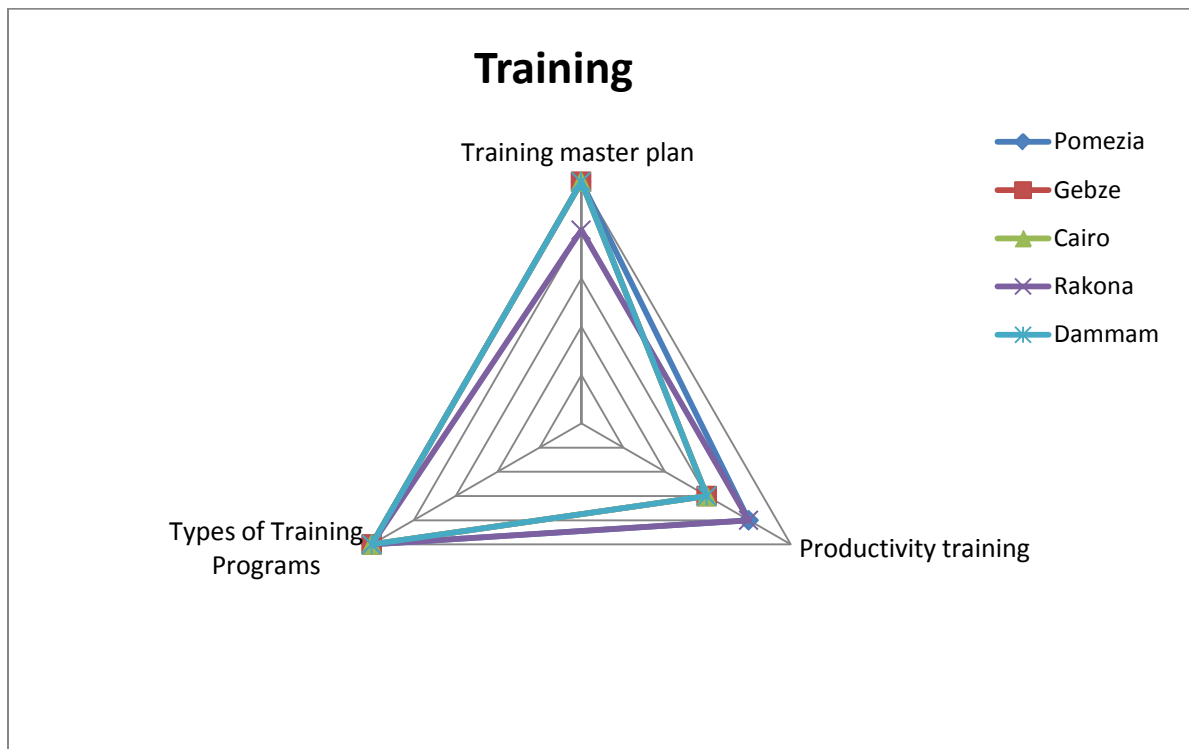 Training
Training master plan
Pomezia
Gebze
Cairo
Rakona
Dammam
Types of Training
Programs
Productivity training